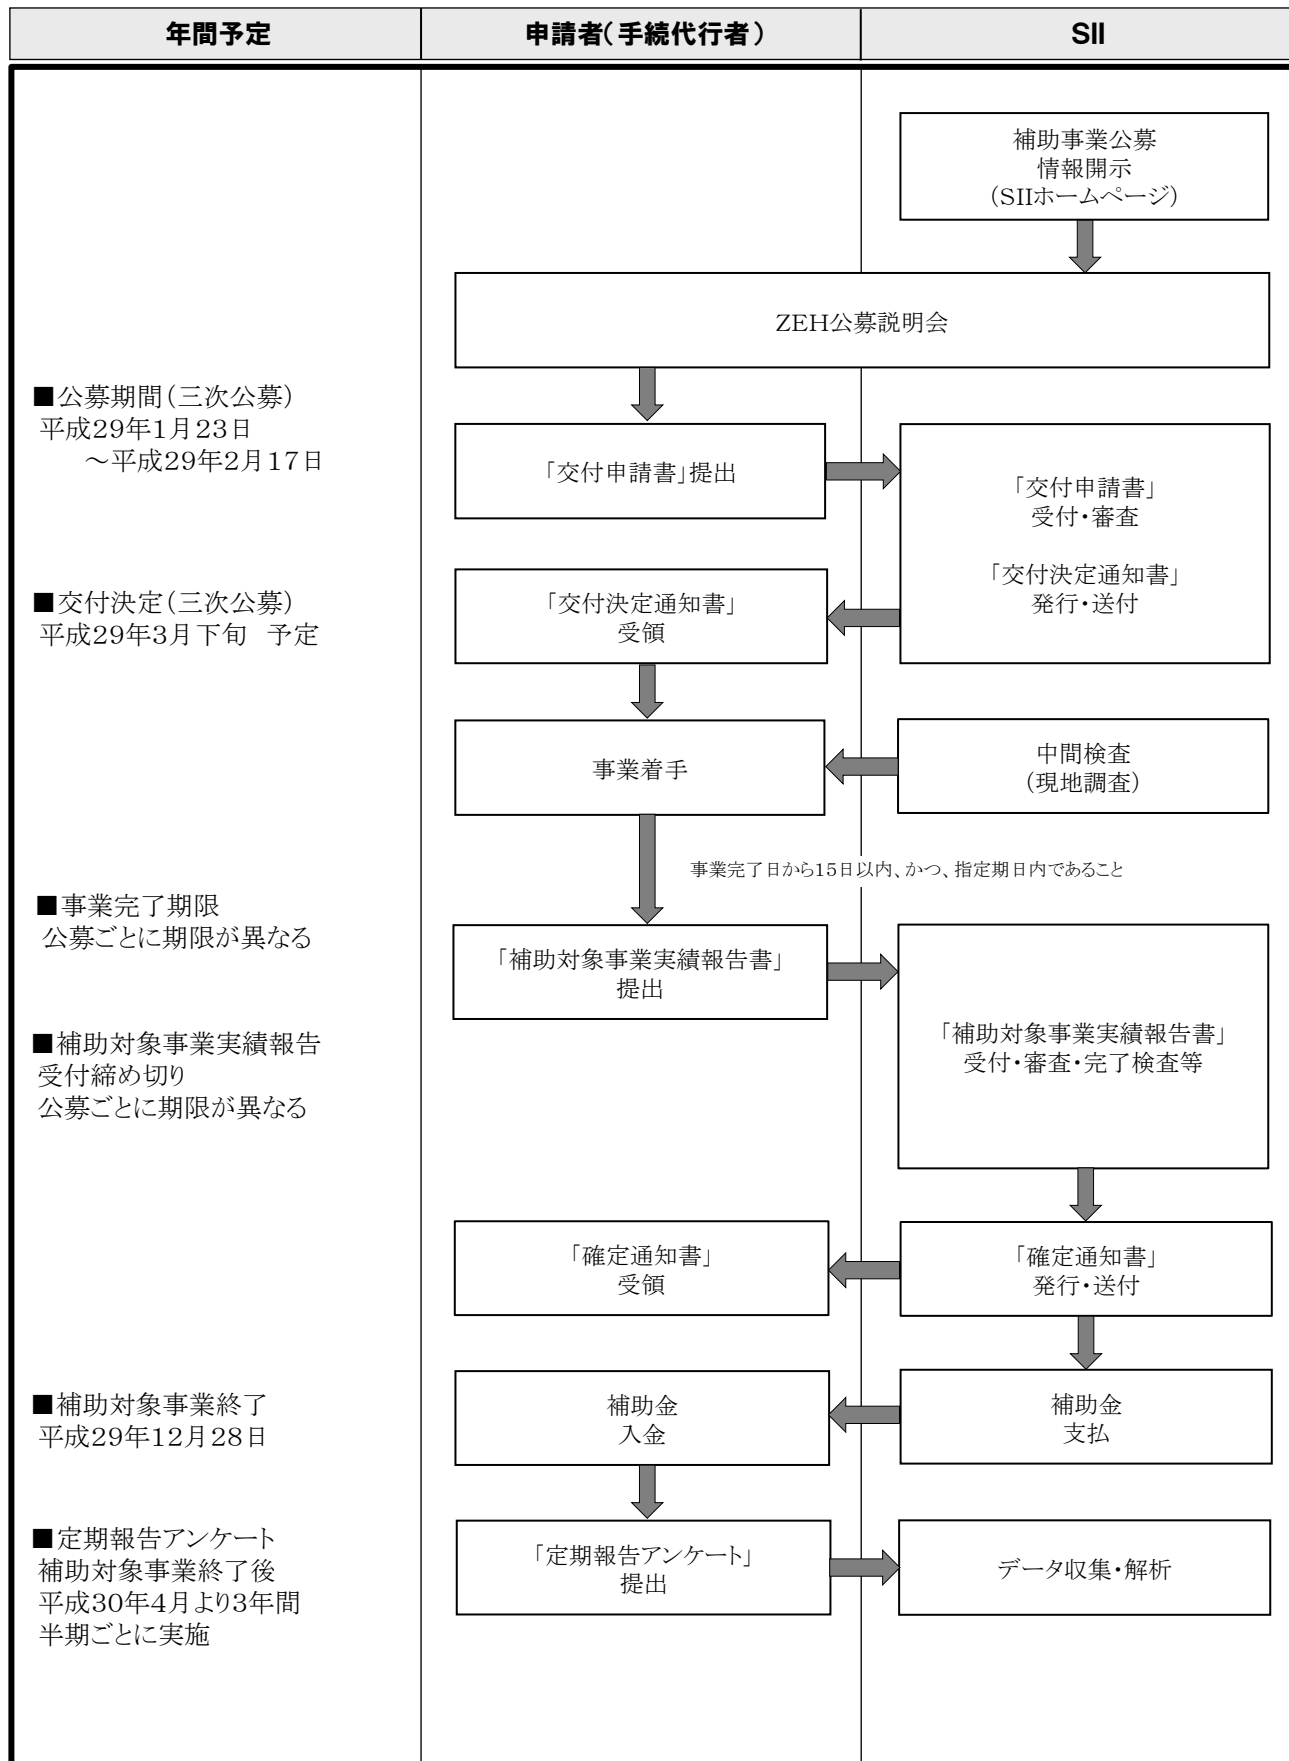 年間予定
申請者(手続代行者)
SII
補助事業公募
情報開示
(SIIホームページ)
ZEH公募説明会
■公募期間(三次公募)
平成29年1月23日
～平成29年2月17日
「交付申請書」提出
「交付申請書」
受付・審査
「交付決定通知書」
発行・送付
■交付決定(三次公募)
平成29年3月下旬 予定
「交付決定通知書」
受領
事業着手
中間検査
(現地調査)
事業完了日から15日以内、かつ、指定期日内であること
■事業完了期限
公募ごとに期限が異なる
「補助対象事業実績報告書」
提出
「補助対象事業実績報告書」
受付・審査・完了検査等
■補助対象事業実績報告
受付締め切り
公募ごとに期限が異なる
「確定通知書」
受領
「確定通知書」
発行・送付
■補助対象事業終了
平成29年12月28日
補助金
入金
補助金
支払
■定期報告アンケート
補助対象事業終了後
平成30年4月より3年間
半期ごとに実施
「定期報告アンケート」
提出
データ収集・解析